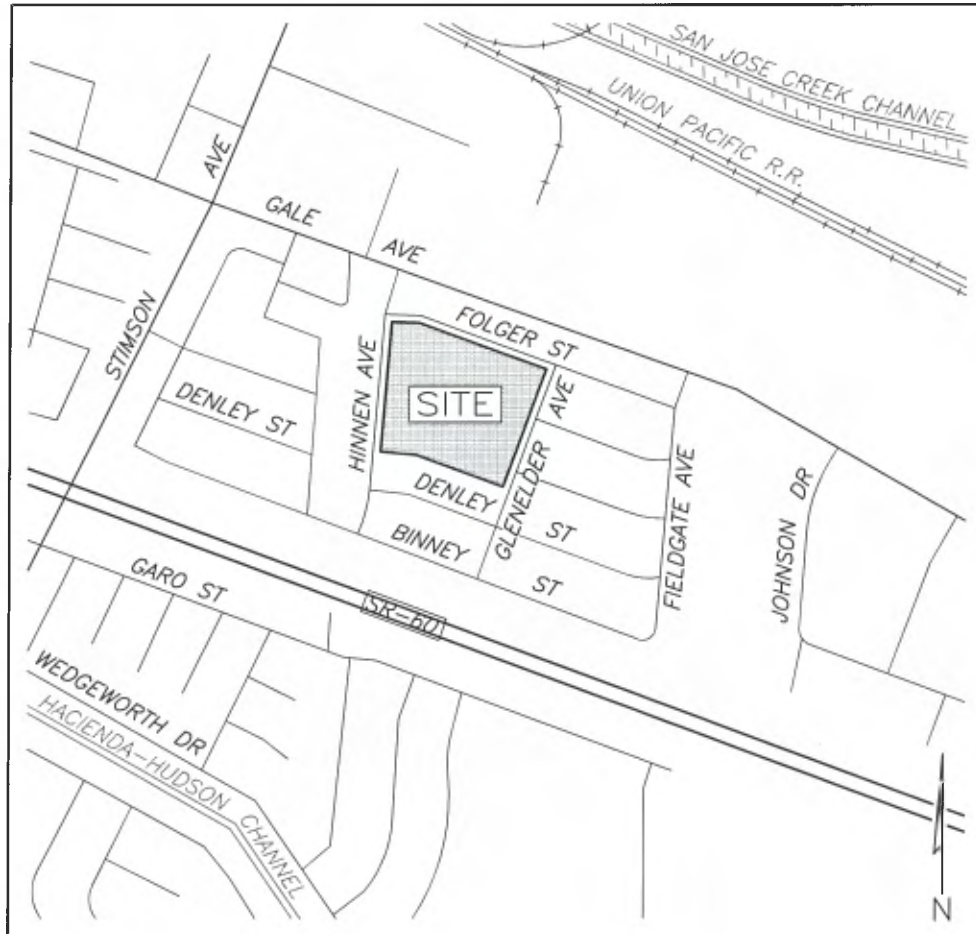 SAN JOSE CREEK CHANNEL
UNION PACIFIC R.R.
AVE
GALE
AVE
FOLGER ST
STIMSON
HINNEN AVE
SITE
AVE
DENLEY ST
GLENELDER
DENLEY
ST
FIELDGATE AVE
JOHNSON DR
BINNEY
ST
GARO ST
SR-60
WEDGEWORTH DR
HACIENDA-HUDSON CHANNEL
N